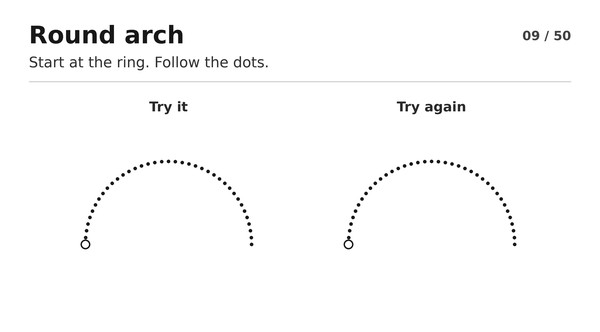 Round arch
09 / 50
Start at the ring. Follow the dots.
Try it
Try again